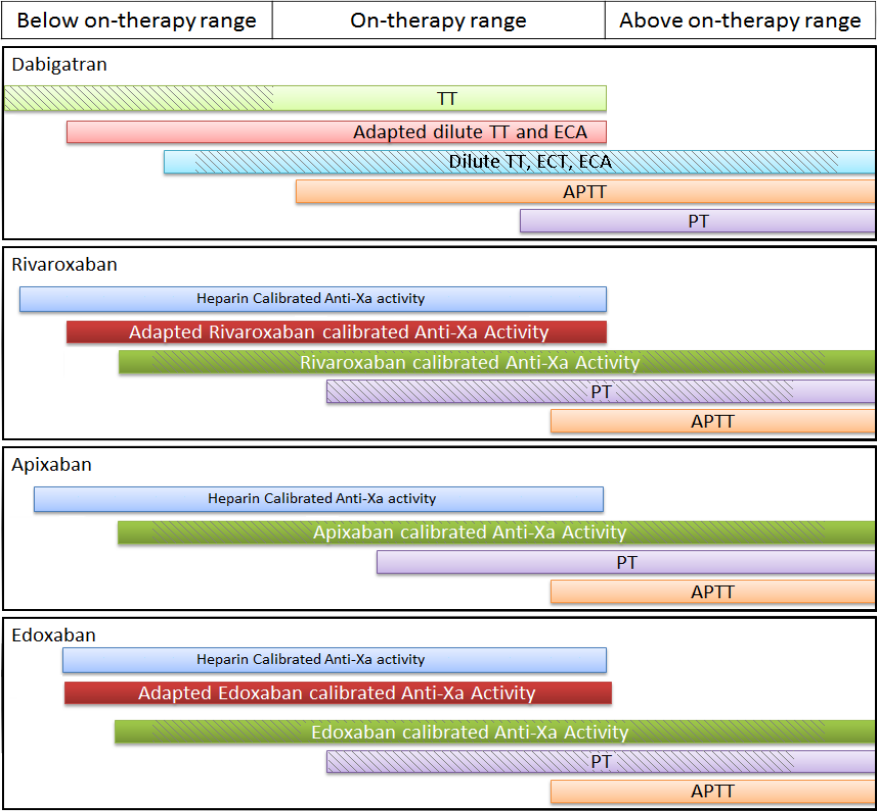 Below on-therapy range On-therapy range Above on-therapy range
Dabigatran
TT
Adapted dilute TT and ECA
Dilute TT, ECT, ECA
APTT
PT
Rivaroxaban
Heparin Calibrated Anti-Xa activity
Adapted Rivaroxaban calibrated Anti-Xa Activity
Rivaroxaban calibrated Anti-Xa Activity
PT
APTT
Apixaban
Heparin Calibrated Anti-Xa activity
Apixaban calibrated Anti-Xa Activity
PT
APTT
Edoxaban
Heparin Calibrated Anti-Xa activity
Adapted Edoxaban calibrated Anti-Xa Activity
Edoxaban calibrated Anti-Xa Activity
PT
APTT